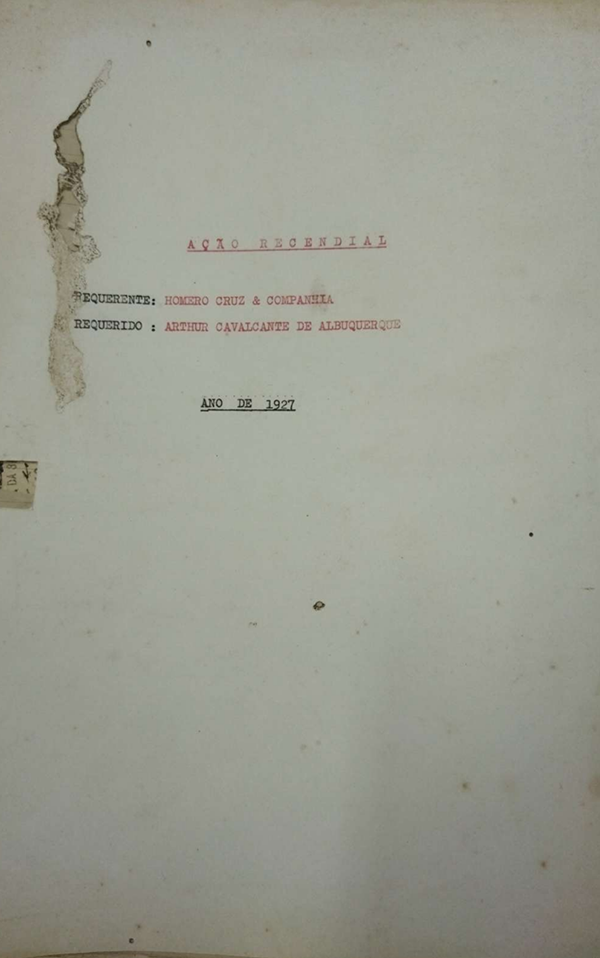 AÇÃO RECENDIAL
REQUERENTE: HOMERO CRUZ & COMPANHIA
REQUERIDO : ARTHUR CAVALCANTE DE ALBUQUERQUE
ANO DE 1927